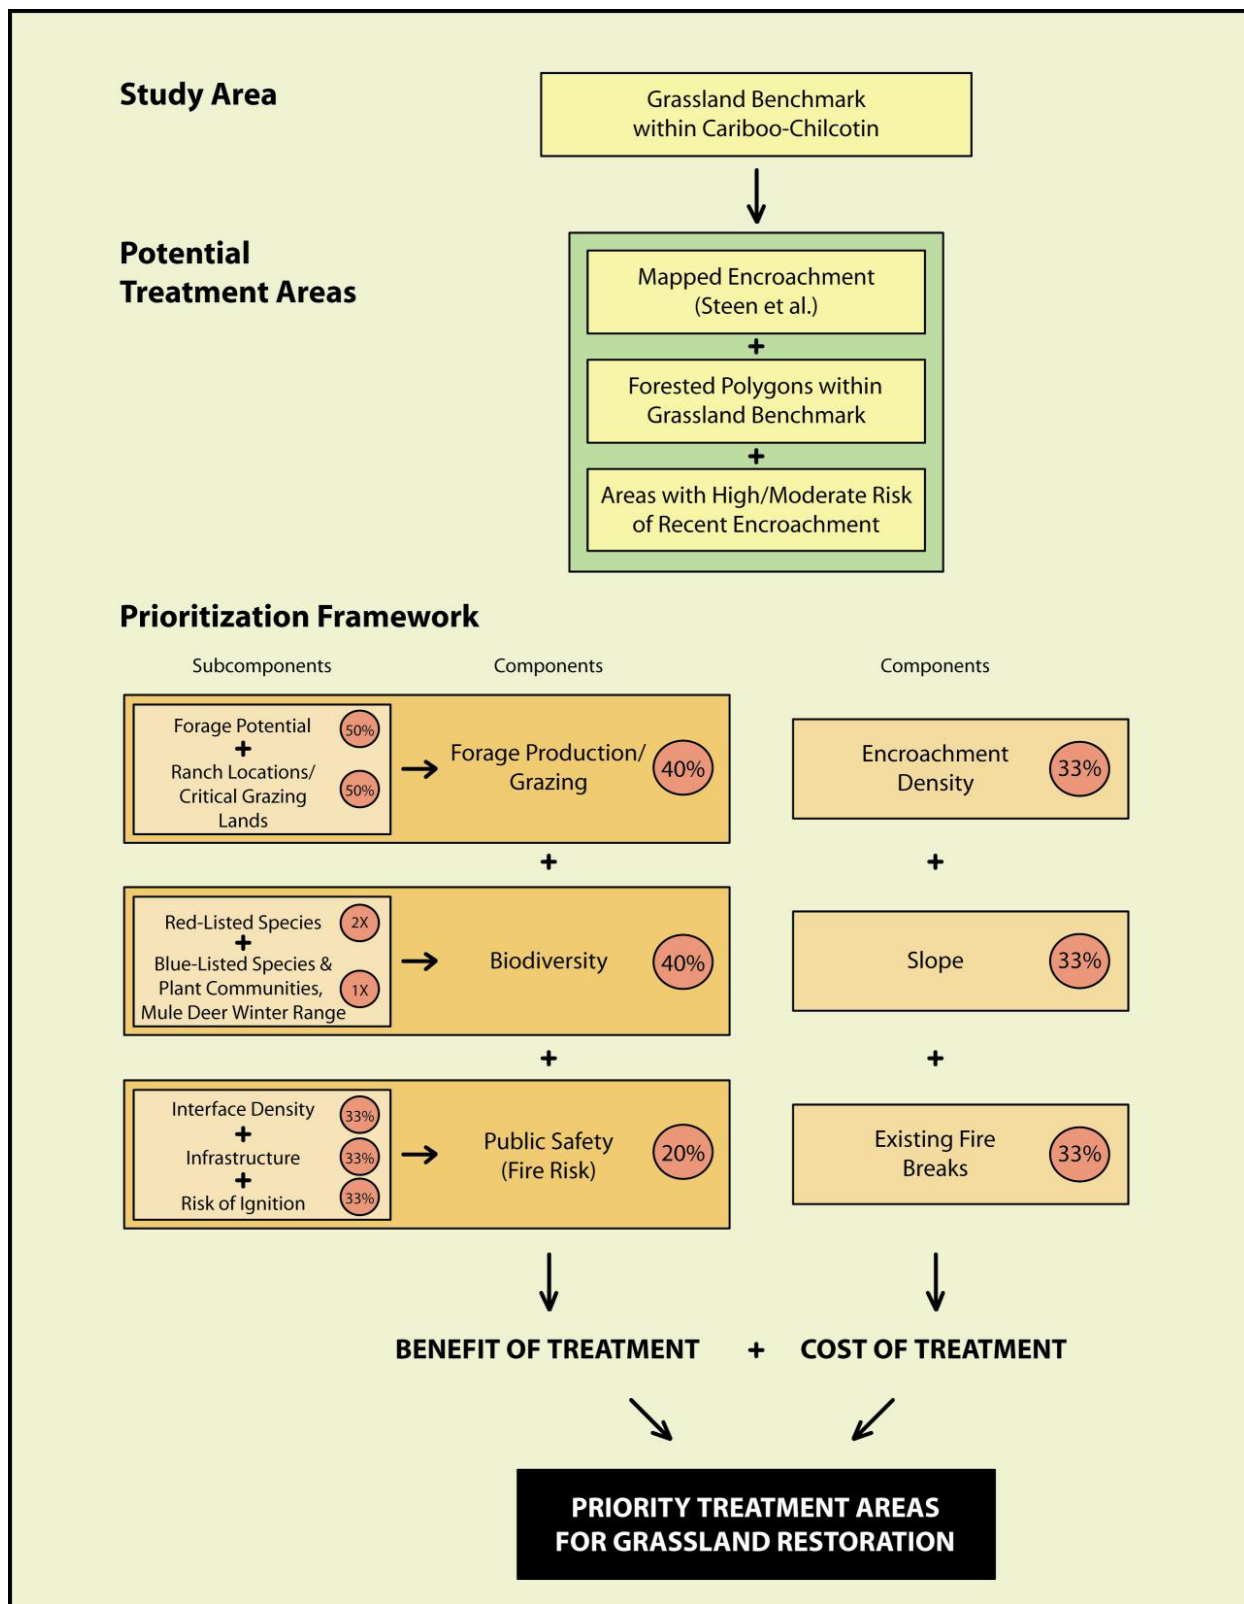 Study Area
Grassland Benchmark
within Cariboo-Chilcotin
Potential
Treatment Areas
Mapped Encroachment
(Steen et al.)
+
Forested Polygons within
Grassland Benchmark
+
Areas with High/Moderate Risk
of Recent Encroachment
Prioritization Framework
Subcomponents
Components
Components
Forage Potential
50%
+
Ranch Locations/
Critical Grazing
Lands
50%
Forage Production/
Grazing
40%
Encroachment
Density
33%
+
+
Red-Listed Species
2X
+
Blue-Listed Species &
Plant Communities,
Mule Deer Winter Range
1X
Biodiversity
40%
Slope
33%
+
+
Interface Density
33%
+
Infrastructure
33%
+
Risk of Ignition
33%
Public Safety
(Fire Risk)
20%
Existing Fire
Breaks
33%
BENEFIT OF TREATMENT + COST OF TREATMENT
PRIORITY TREATMENT AREAS
FOR GRASSLAND RESTORATION